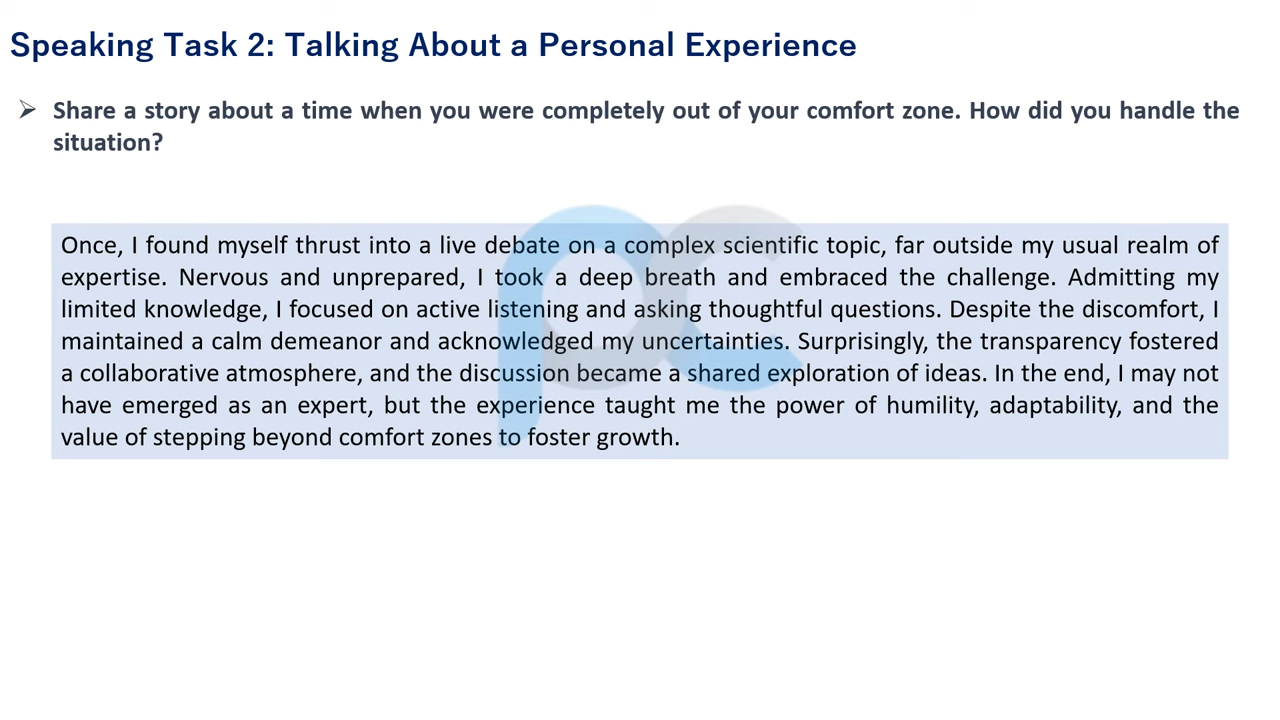 Speaking Task 2: Talking About a Personal Experience
➢ Share a story about a time when you were completely out of your comfort zone. How did you handle the
situation?
Once, I found myself thrust into a live debate on a complex scientific topic, far outside my usual realm of
expertise. Nervous and unprepared, I took a deep breath and embraced the challenge. Admitting my
limited knowledge, I focused on active listening and asking thoughtful questions. Despite the discomfort, I
maintained a calm demeanor and acknowledged my uncertainties. Surprisingly, the transparency fostered
a collaborative atmosphere, and the discussion became a shared exploration of ideas. In the end, I may not
have emerged as an expert, but the experience taught me the power of humility, adaptability, and the
value of stepping beyond comfort zones to foster growth.
pc